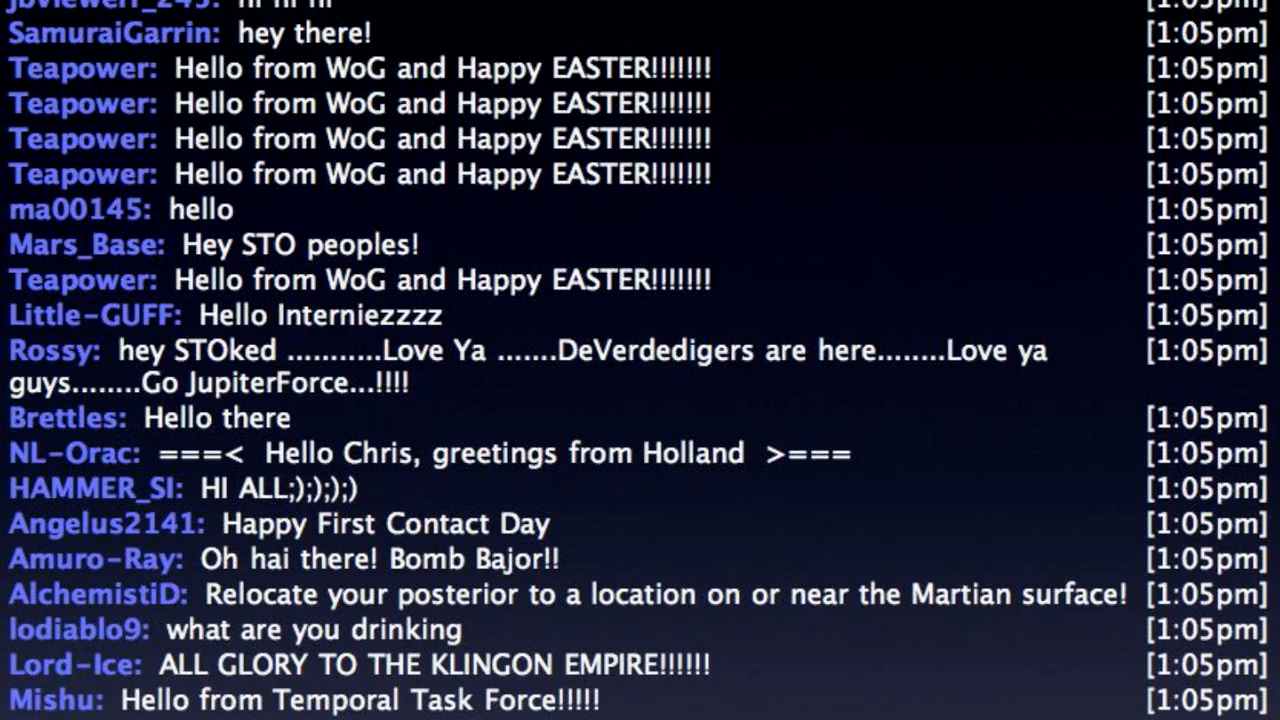 SamuraiGarrin: hey there! [1:05pm]
Teapower: Hello from WoG and Happy EASTER!!!!!!! [1:05pm]
Teapower: Hello from WoG and Happy EASTER!!!!!!! [1:05pm]
Teapower: Hello from WoG and Happy EASTER!!!!!!! [1:05pm]
Teapower: Hello from WoG and Happy EASTER!!!!!!! [1:05pm]
ma00145: hello [1:05pm]
Mars_Base: Hey STO peoples! [1:05pm]
Teapower: Hello from WoG and Happy EASTER!!!!!!! [1:05pm]
Little-GUFF: Hello Interniezzzz [1:05pm]
Rossy: hey STOked ...........Love Ya .......DeVerdedigers are here........Love ya [1:05pm]
guys........Go JupiterForce...!!!!
Brettles: Hello there [1:05pm]
NL-Orac: ===< Hello Chris, greetings from Holland >=== [1:05pm]
HAMMER_SI: HI ALL;);););) [1:05pm]
Angelus2141: Happy First Contact Day [1:05pm]
Amuro-Ray: Oh hai there! Bomb Bajor!! [1:05pm]
AlchemistiD: Relocate your posterior to a location on or near the Martian surface! [1:05pm]
lodiablo9: what are you drinking [1:05pm]
Lord-Ice: ALL GLORY TO THE KLINGON EMPIRE!!!!!! [1:05pm]
Mishu: Hello from Temporal Task Force!!!!! [1:05pm]